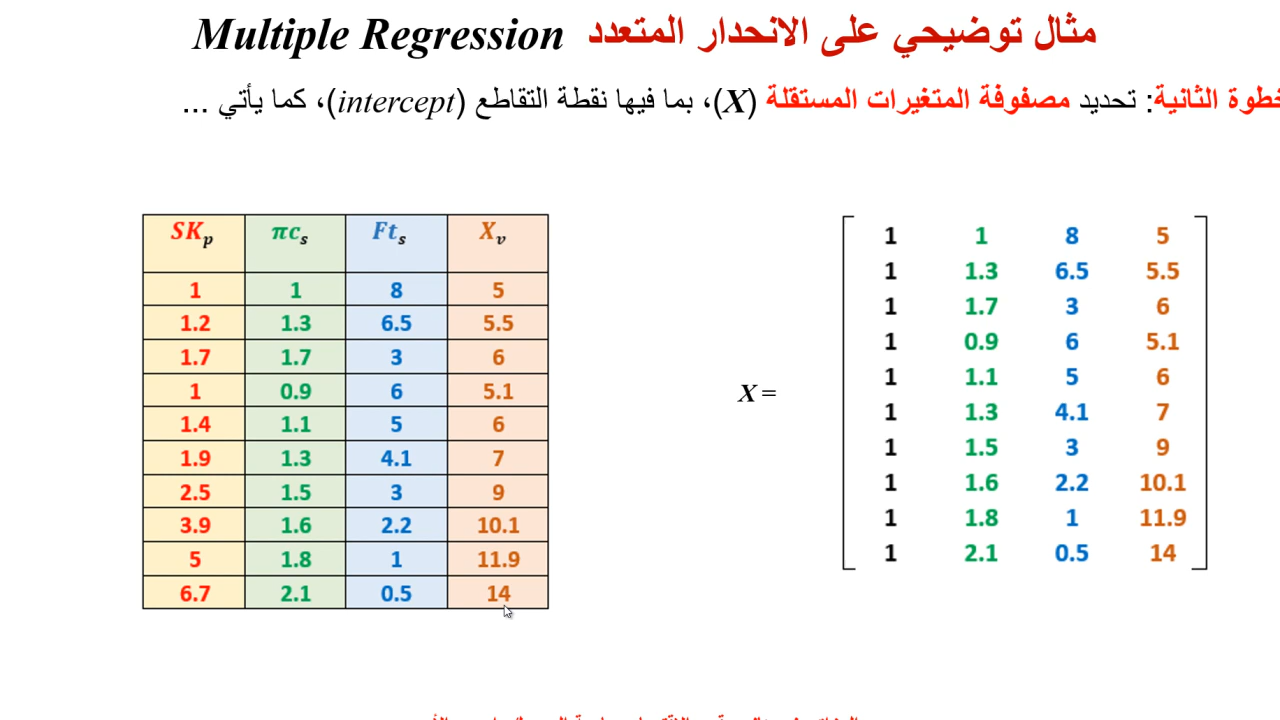 مثال توضيحي على الانحدار المتعدد Multiple Regression
خطوة الثانية: تحديد مصفوفة المتغيرات المستقلة (X)، بما فيها نقطة التقاطع (intercept)، كما يأتي ...
SKp πcs Fts Xv
1 1 8 5
1.2 1.3 6.5 5.5
1.7 1.7 3 6
1 0.9 6 5.1
1.4 1.1 5 6
1.9 1.3 4.1 7
2.5 1.5 3 9
3.9 1.6 2.2 10.1
5 1.8 1 11.9
6.7 2.1 0.5 14
X =
1 1 8 5
1 1.3 6.5 5.5
1 1.7 3 6
1 0.9 6 5.1
1 1.1 5 6
1 1.3 4.1 7
1 1.5 3 9
1 1.6 2.2 10.1
1 1.8 1 11.9
1 2.1 0.5 14